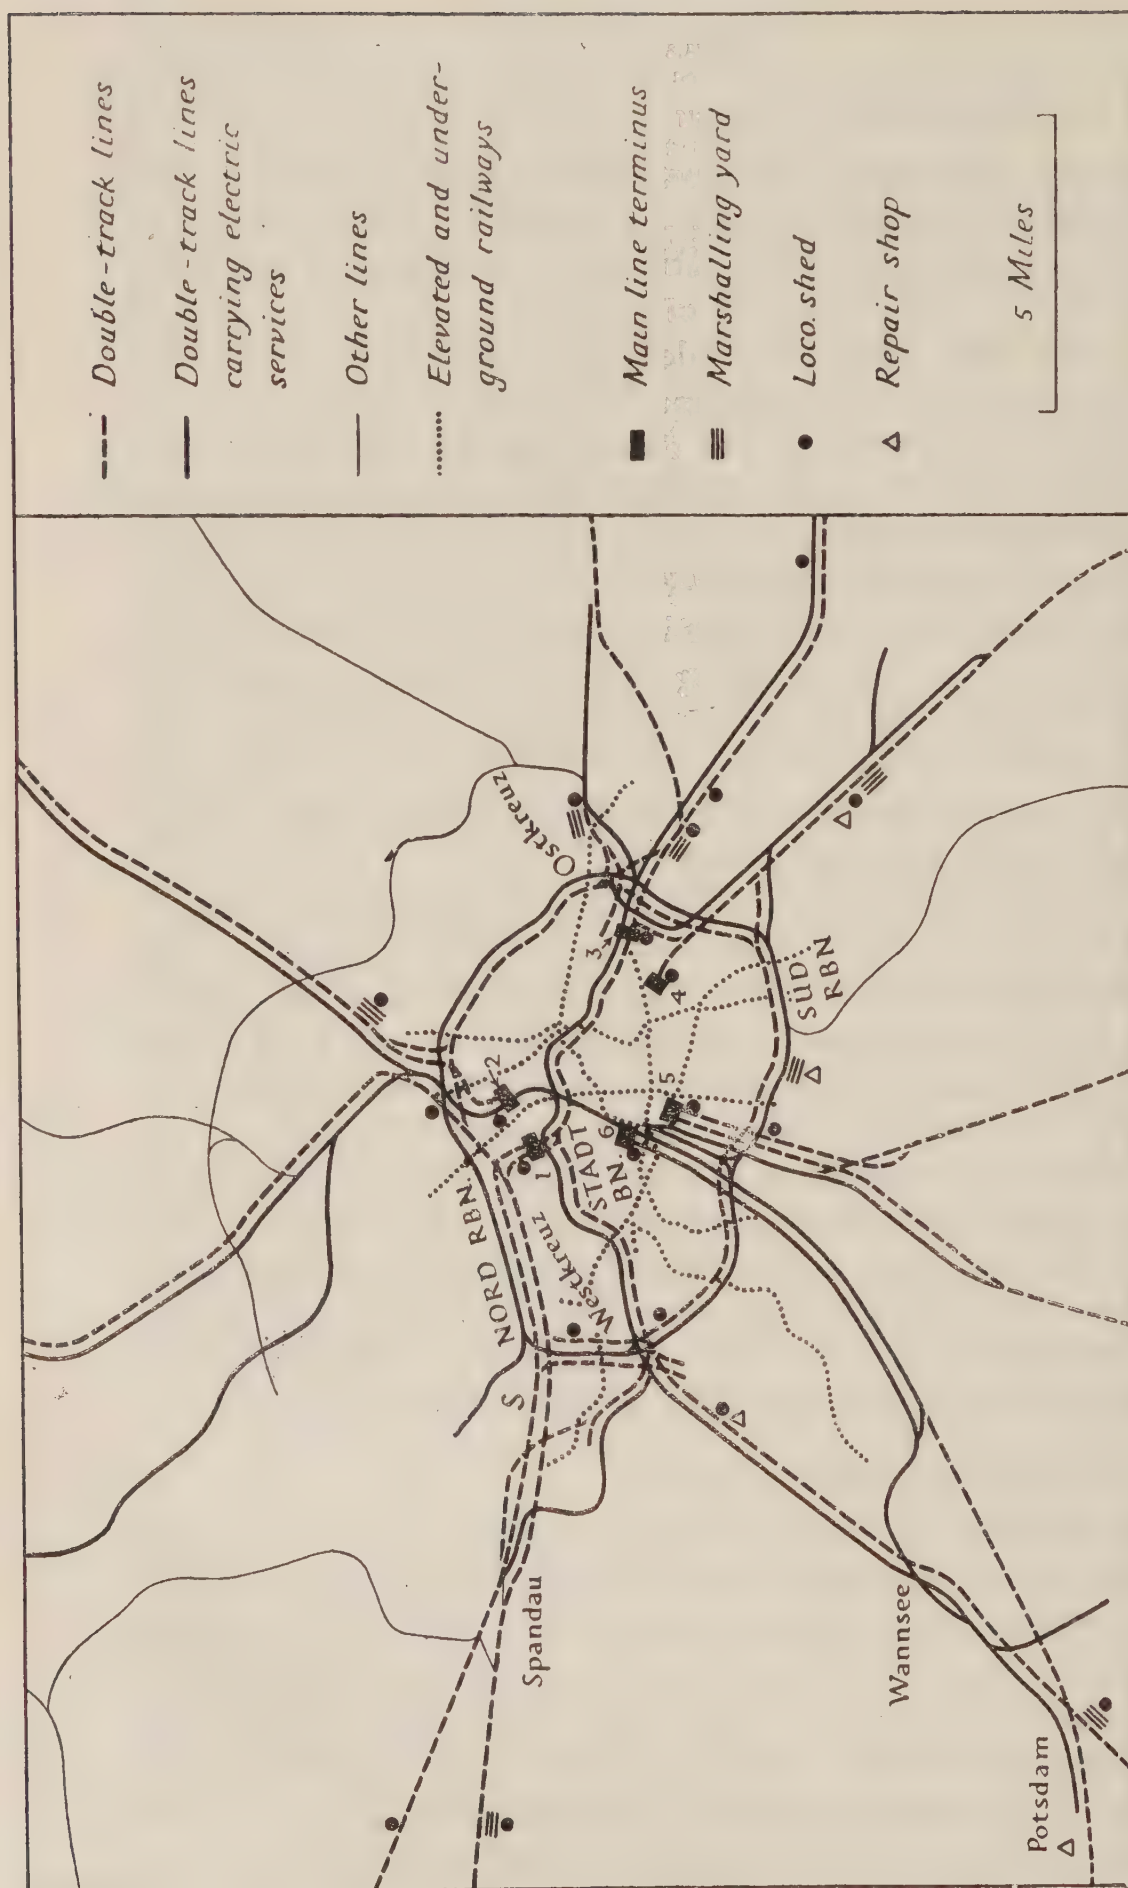 Double-track lines
Double-track lines
carrying electric
services
Other lines
Elevated and under-
ground railways
Main line terminus
Marshalling yard
Loco. shed
Repair shop
5 Miles
Ostkreuz
NORD RBN.
S
Westkreuz
STADT
BN.
SÜD
RBN
1
2
3
4
5
6
Spandau
Wannsee
Potsdam